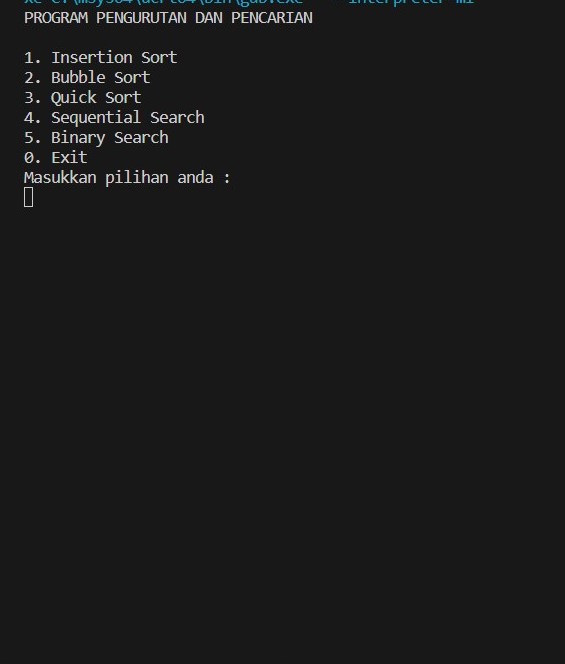 PROGRAM PENGURUTAN DAN PENCARIAN
1. Insertion Sort
2. Bubble Sort
3. Quick Sort
4. Sequential Search
5. Binary Search
0. Exit
Masukkan pilihan anda :